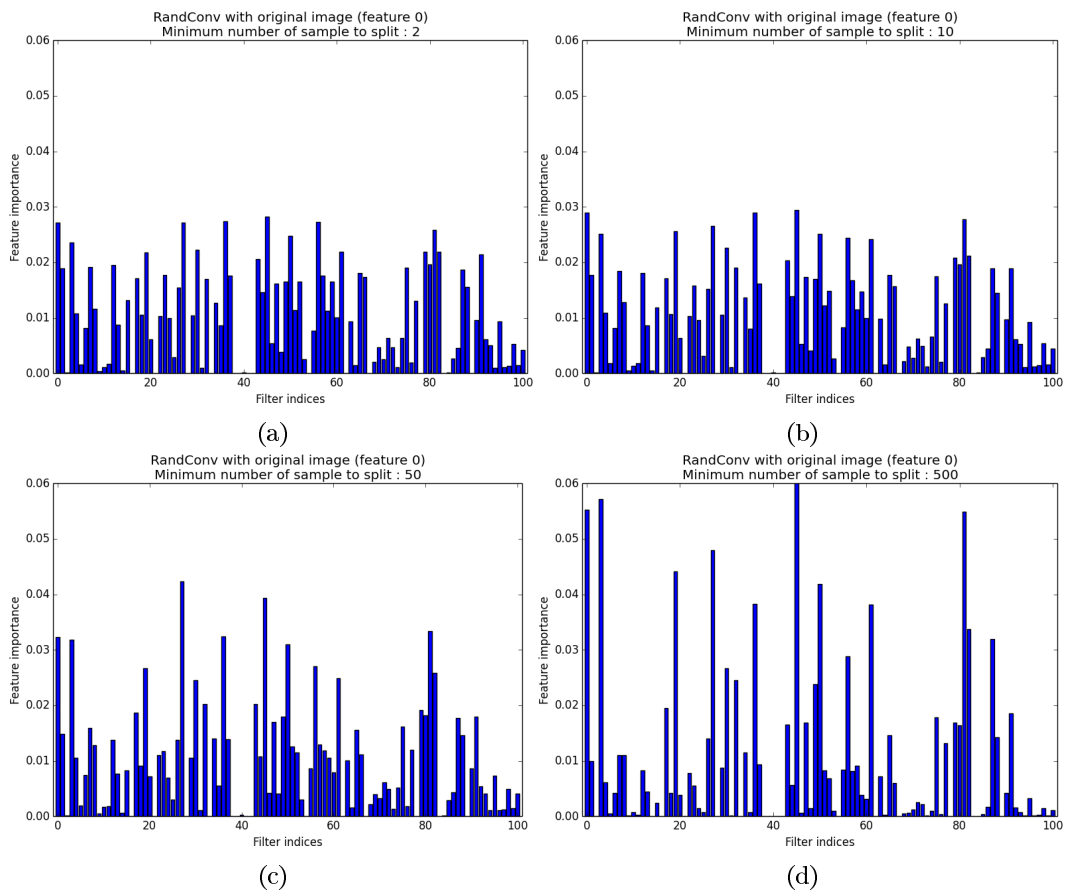 RandConv with original image (feature 0)
Minimum number of sample to split : 2
0.06
0.05
0.04
0.03
0.02
0.01
0.00
Feature importance
0 20 40 60 80 100
Filter indices
(a)
RandConv with original image (feature 0)
Minimum number of sample to split : 10
0.06
0.05
0.04
0.03
0.02
0.01
0.00
Feature importance
0 20 40 60 80 100
Filter indices
(b)
RandConv with original image (feature 0)
Minimum number of sample to split : 50
0.06
0.05
0.04
0.03
0.02
0.01
0.00
Feature importance
0 20 40 60 80 100
Filter indices
(c)
RandConv with original image (feature 0)
Minimum number of sample to split : 500
0.06
0.05
0.04
0.03
0.02
0.01
0.00
Feature importance
0 20 40 60 80 100
Filter indices
(d)